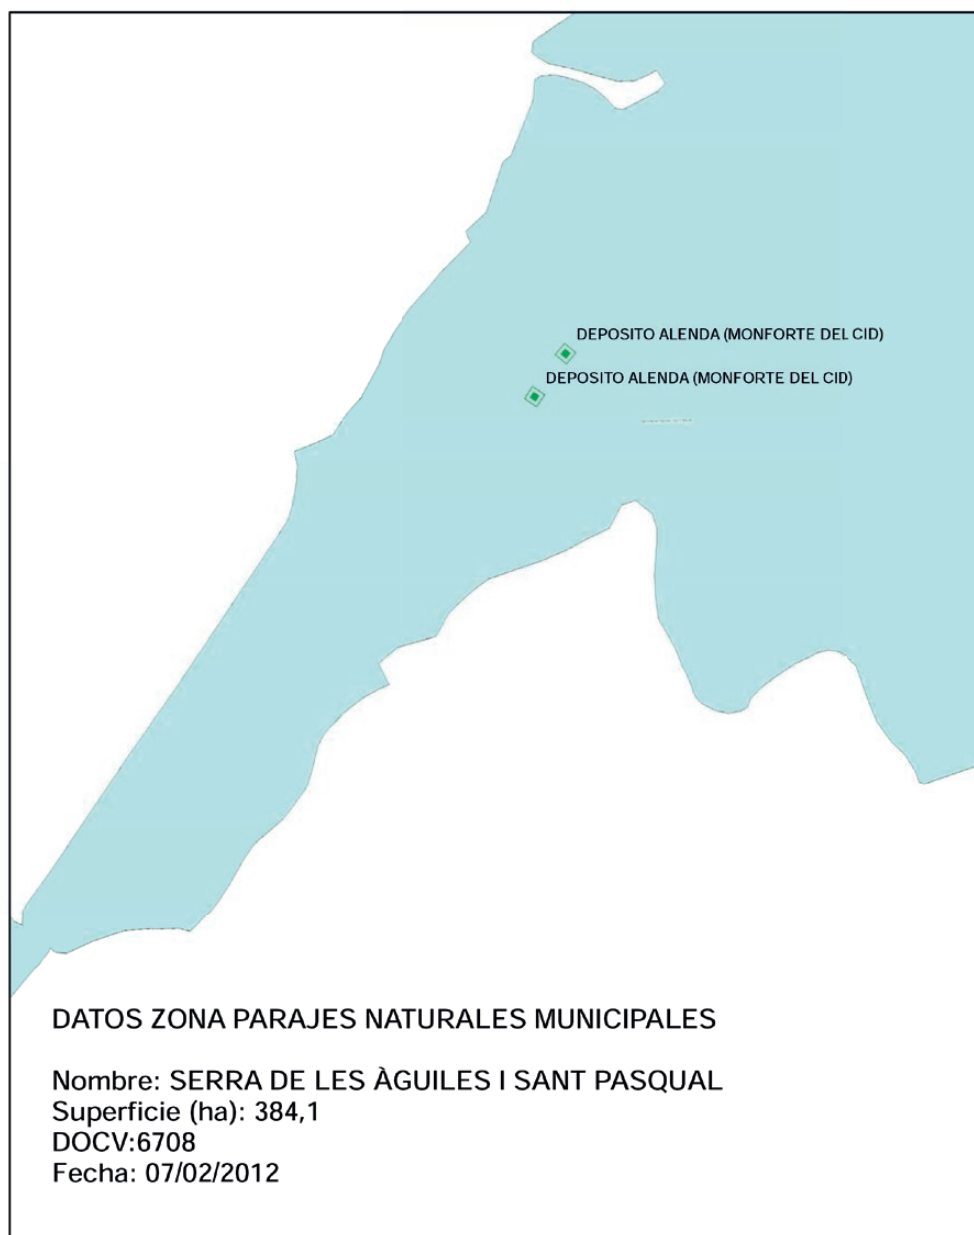 DEPOSITO ALENDA (MONFORTE DEL CID)
DEPOSITO ALENDA (MONFORTE DEL CID)
DATOS ZONA PARAJES NATURALES MUNICIPALES
Nombre: SERRA DE LES ÀGUILES I SANT PASQUAL
Superficie (ha): 384,1
DOCV:6708
Fecha: 07/02/2012